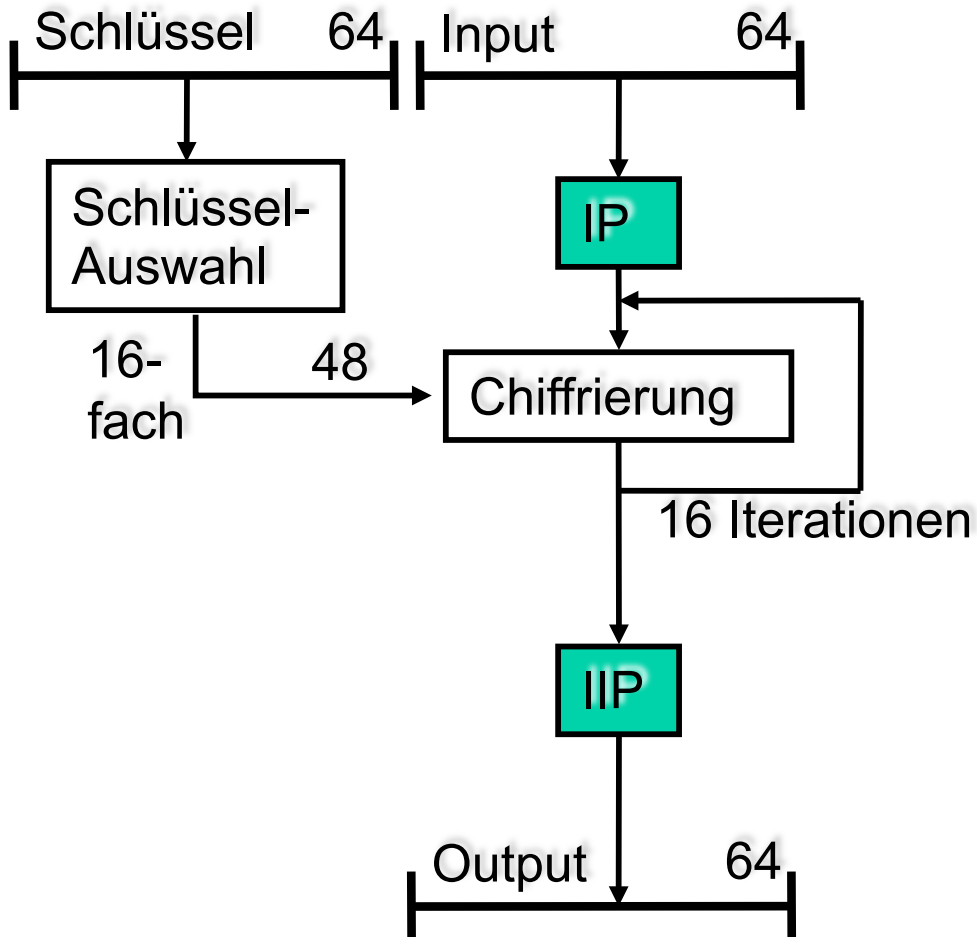 Schlüssel 64
Input 64
Schlüssel-
Auswahl
IP
16-
fach
48
Chiffrierung
16 Iterationen
IIP
Output 64